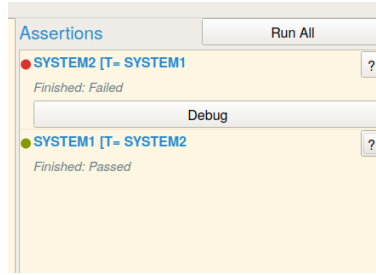 Assertions
Run All
SYSTEM2 [T= SYSTEM1
?
Finished: Failed
Debug
SYSTEM1 [T= SYSTEM2
?
Finished: Passed